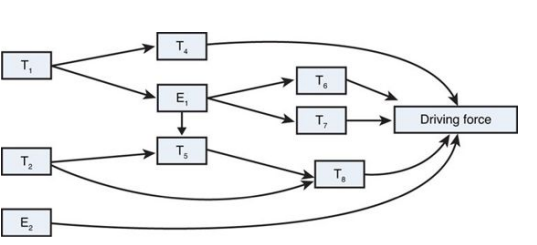 T₄
T₁
T₆
E₁
T₇
Driving force
T₅
T₂
T₈
E₂